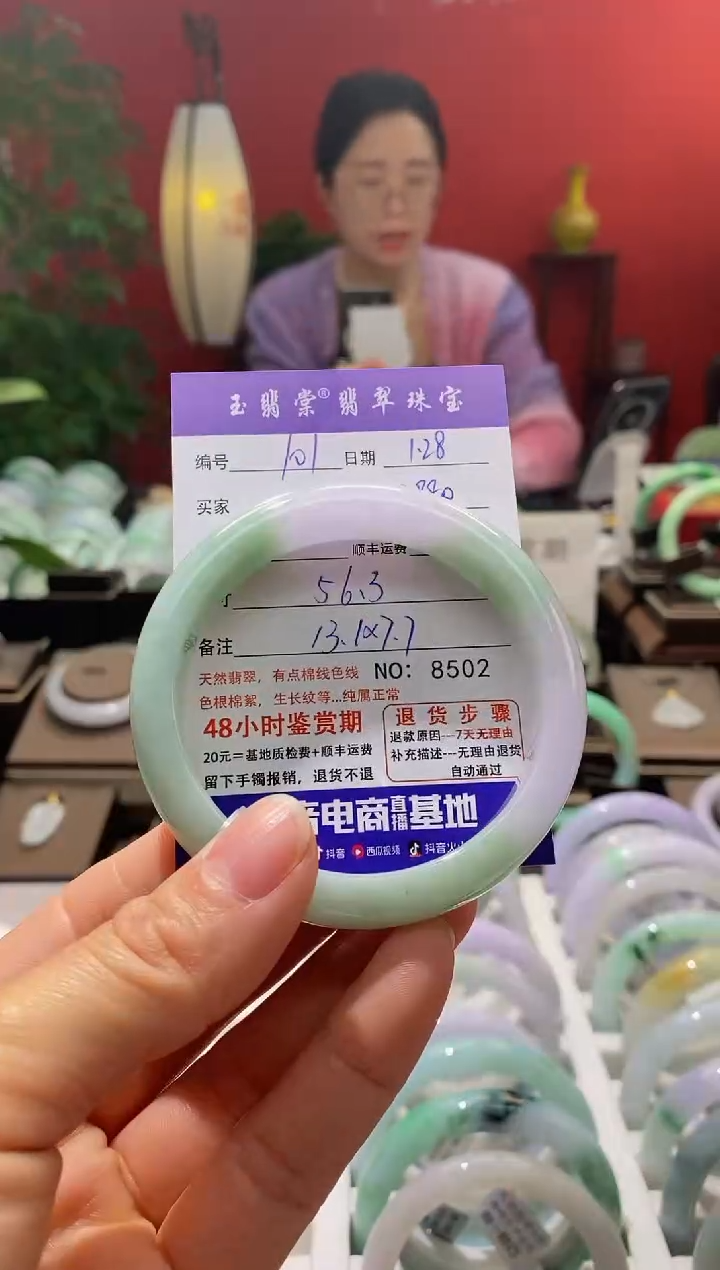 玉翡棠®翡翠珠宝
编号 101 日期 1.28
买家
顺丰运费
56.3
备注 13.1×7.7
天然翡翠，有点棉线色线 NO: 8502
色根棉絮，生长纹等...纯属正常
48小时鉴赏期
20元=基地质检费+顺丰运费
留下手镯报销，退货不退
退货步骤
退款原因---7天无理由
补充描述---无理由退货
自动通过
音电商直播基地
抖音 西瓜视频 抖音火山